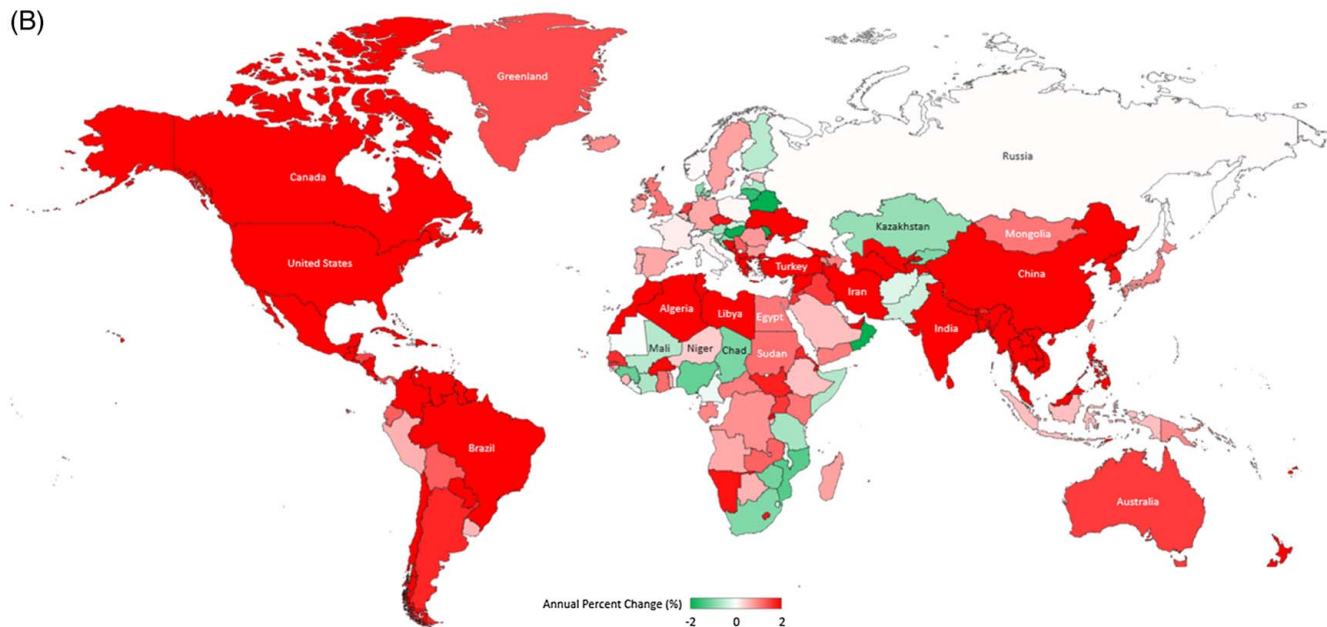 (B)
Greenland
Canada
Russia
Kazakhstan
Mongolia
United States
Turkey
China
Iran
Algeria
Libya
Egypt
India
Mali
Niger
Chad
Sudan
Brazil
Australia
Annual Percent Change (%)
-2 0 2